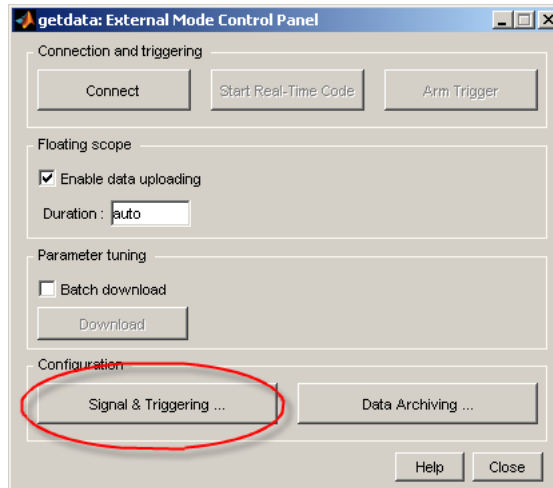 getdata: External Mode Control Panel
Connection and triggering
Connect Start Real-Time Code Arm Trigger
Floating scope
Enable data uploading
Duration : auto
Parameter tuning
Batch download
Download
Configuration
Signal & Triggering ... Data Archiving ...
Help Close